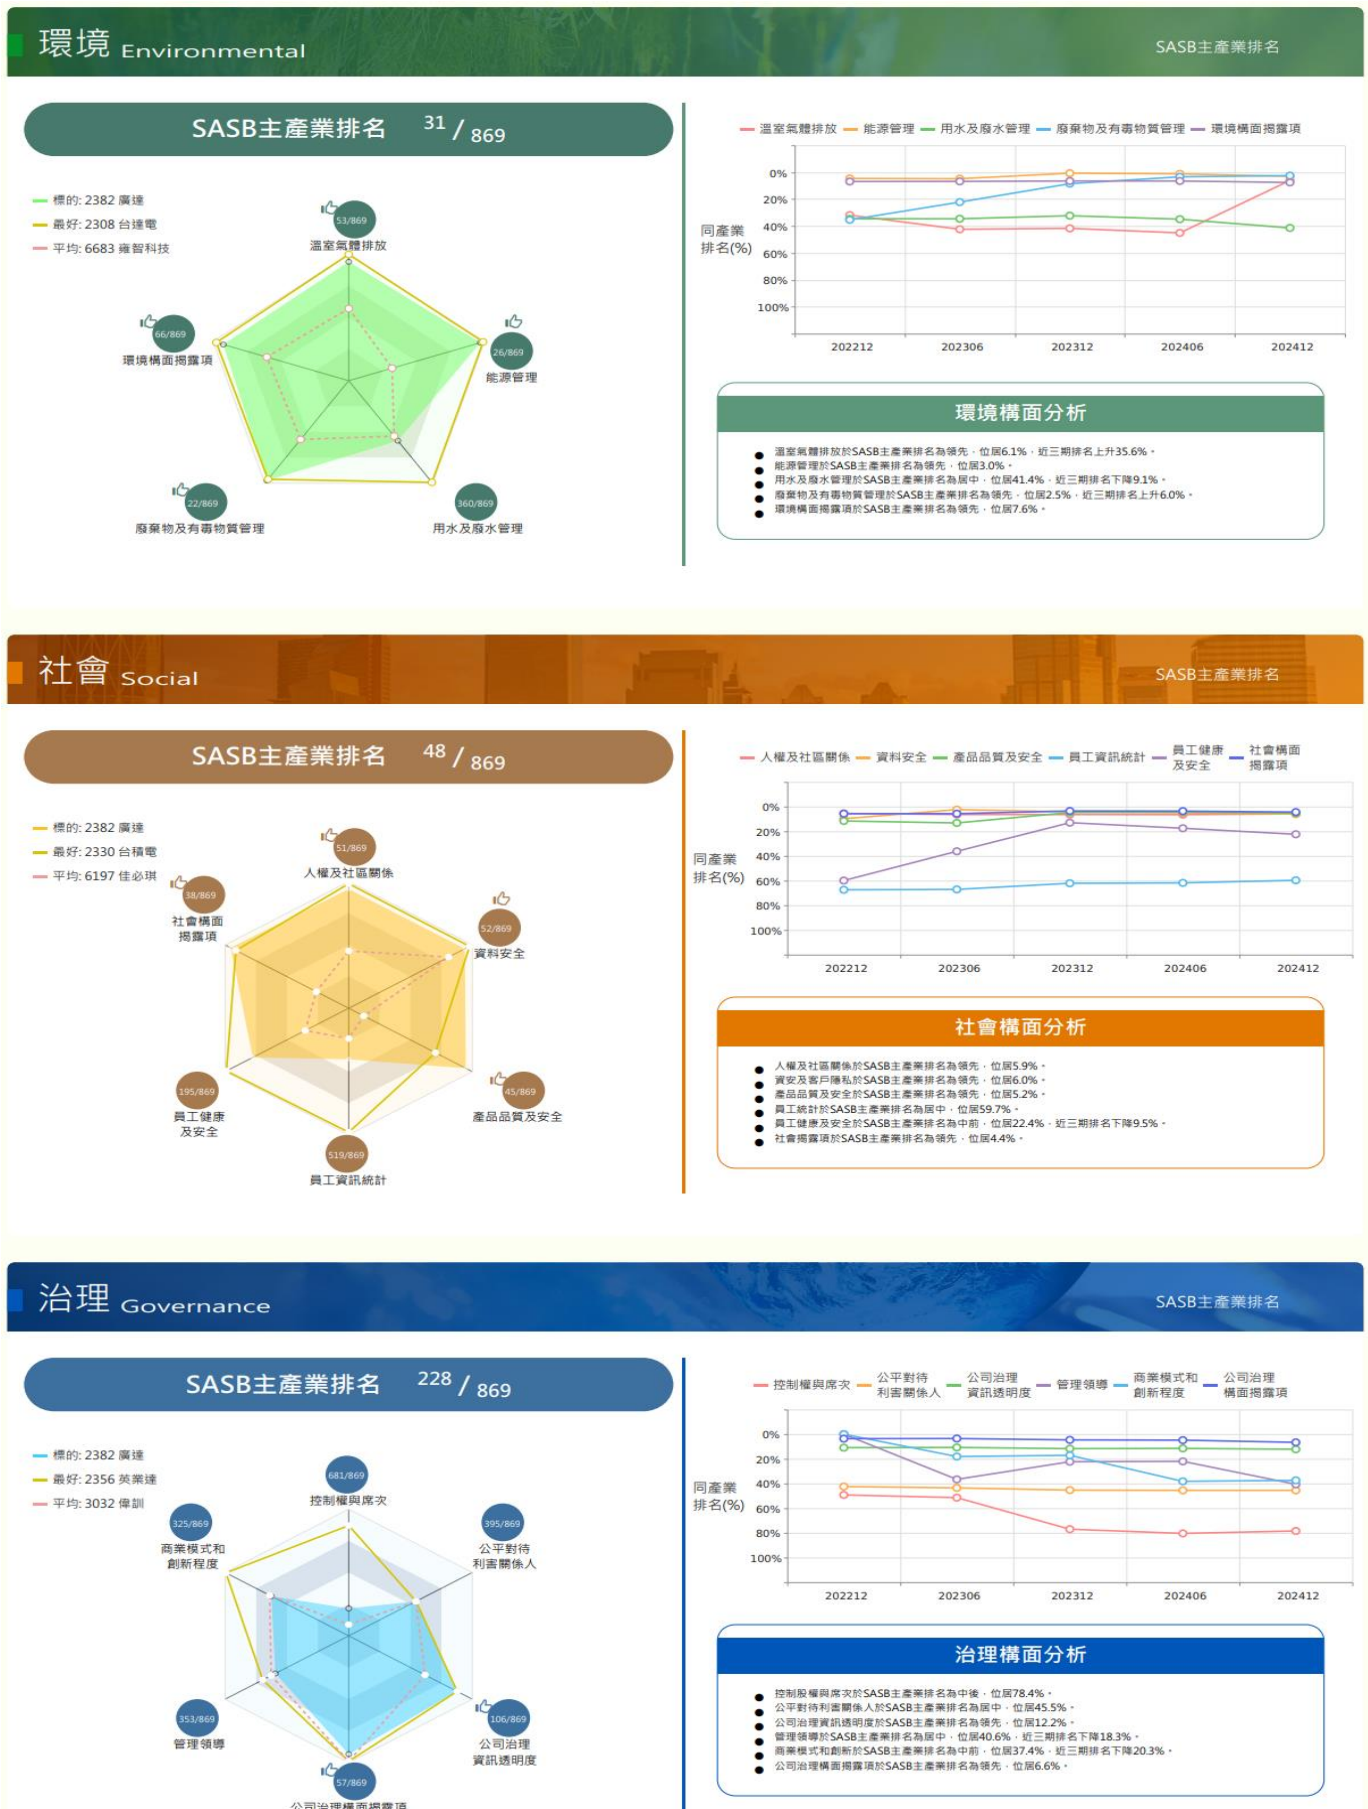 環境 Environmental
SASB主產業排名
SASB主產業排名 31 / 869
標的: 2382 廣達
最好: 2308 台達電
平均: 6683 雍智科技
53/869
溫室氣體排放
26/869
能源管理
360/869
用水及廢水管理
22/869
廢棄物及有毒物質管理
66/869
環境構面揭露項
溫室氣體排放 能源管理 用水及廢水管理 廢棄物及有毒物質管理 環境構面揭露項
同產業
排名(%)
0%
20%
40%
60%
80%
100%
202212 202306 202312 202406 202412
環境構面分析
溫室氣體排放於SASB主產業排名為領先，位居6.1%，近三期排名上升35.6%。
能源管理於SASB主產業排名為領先，位居3.0%。
用水及廢水管理於SASB主產業排名為居中，位居41.4%，近三期排名下降9.1%。
廢棄物及有毒物質管理於SASB主產業排名為領先，位居2.5%，近三期排名上升6.0%。
環境構面揭露項於SASB主產業排名為領先，位居7.6%。
社會 Social
SASB主產業排名
SASB主產業排名 48 / 869
標的: 2382 廣達
最好: 2330 台積電
平均: 6197 佳必琪
51/869
人權及社區關係
52/869
資料安全
45/869
產品品質及安全
519/869
員工資訊統計
195/869
員工健康
及安全
38/869
社會構面
揭露項
人權及社區關係 資料安全 產品品質及安全 員工資訊統計 員工健康及安全 社會構面揭露項
同產業
排名(%)
0%
20%
40%
60%
80%
100%
202212 202306 202312 202406 202412
社會構面分析
人權及社區關係於SASB主產業排名為領先，位居5.9%。
資安及客戶隱私於SASB主產業排名為領先，位居6.0%。
產品品質及安全於SASB主產業排名為領先，位居5.2%。
員工統計於SASB主產業排名為居中，位居59.7%。
員工健康及安全於SASB主產業排名為中前，位居22.4%，近三期排名下降9.5%。
社會揭露項於SASB主產業排名為領先，位居4.4%。
治理 Governance
SASB主產業排名
SASB主產業排名 228 / 869
標的: 2382 廣達
最好: 2356 英業達
平均: 3032 偉訓
681/869
控制權與席次
395/869
公平對待
利害關係人
106/869
公司治理
資訊透明度
57/869
公司治理構面揭露項
353/869
管理領導
325/869
商業模式和
創新程度
控制權與席次 公平對待利害關係人 公司治理資訊透明度 管理領導 商業模式和創新程度 公司治理構面揭露項
同產業
排名(%)
0%
20%
40%
60%
80%
100%
202212 202306 202312 202406 202412
治理構面分析
控制股權與席次於SASB主產業排名為中後，位居78.4%。
公平對待利害關係人於SASB主產業排名為居中，位居45.5%。
公司治理資訊透明度於SASB主產業排名為領先，位居12.2%。
管理領導於SASB主產業排名為居中，位居40.6%，近三期排名下降18.3%。
商業模式和創新於SASB主產業排名為中前，位居37.4%，近三期排名下降20.3%。
公司治理構面揭露項於SASB主產業排名為領先，位居6.6%。